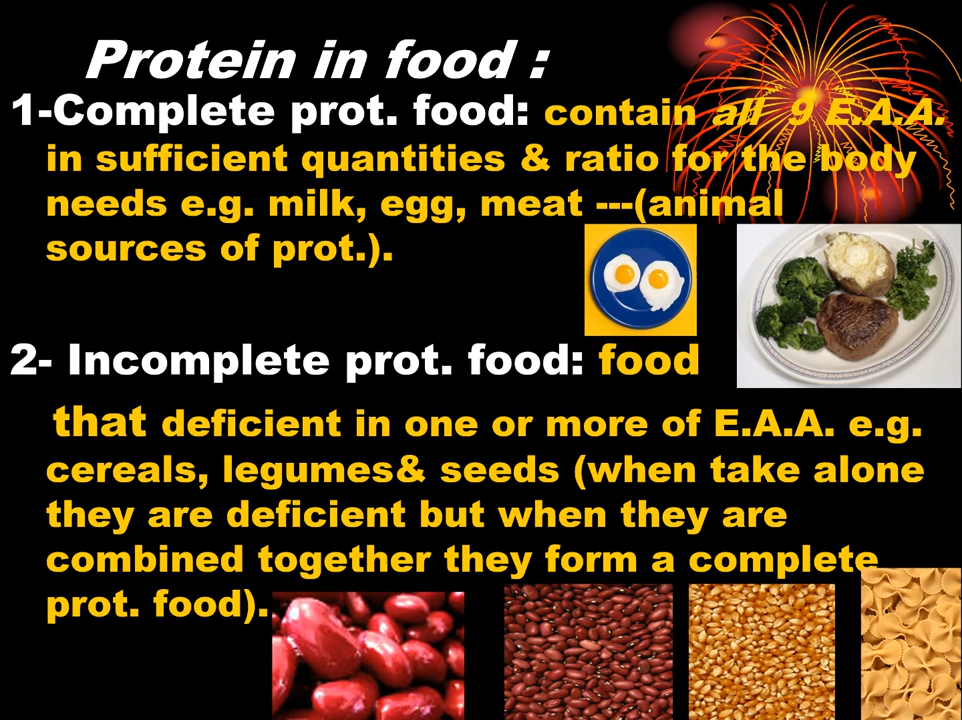 Protein in food :
1-Complete prot. food: contain all 9 E.A.A.
in sufficient quantities & ratio for the body
needs e.g. milk, egg, meat ---(animal
sources of prot.).
2- Incomplete prot. food: food
that deficient in one or more of E.A.A. e.g.
cereals, legumes& seeds (when take alone
they are deficient but when they are
combined together they form a complete
prot. food).